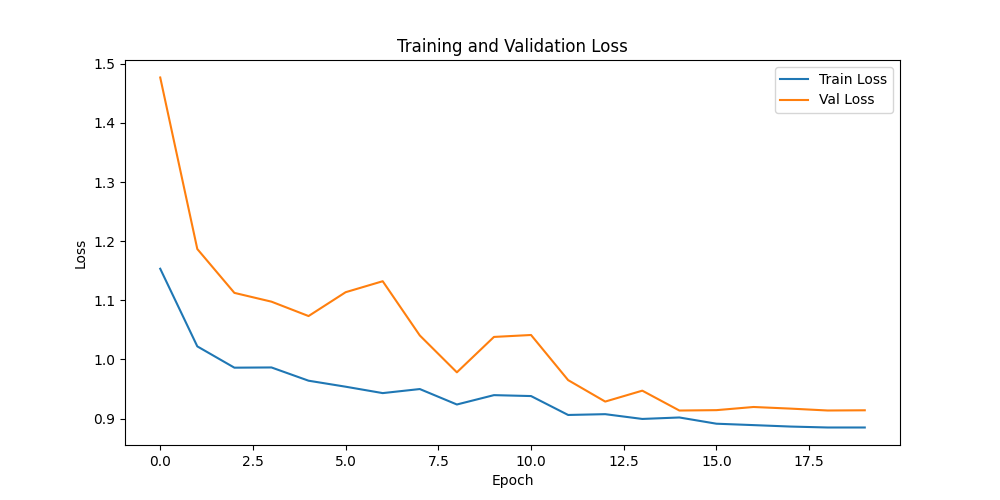 Training and Validation Loss
Train Loss
Val Loss
1.5
1.4
1.3
1.2
1.1
1.0
0.9
Loss
0.0 2.5 5.0 7.5 10.0 12.5 15.0 17.5
Epoch